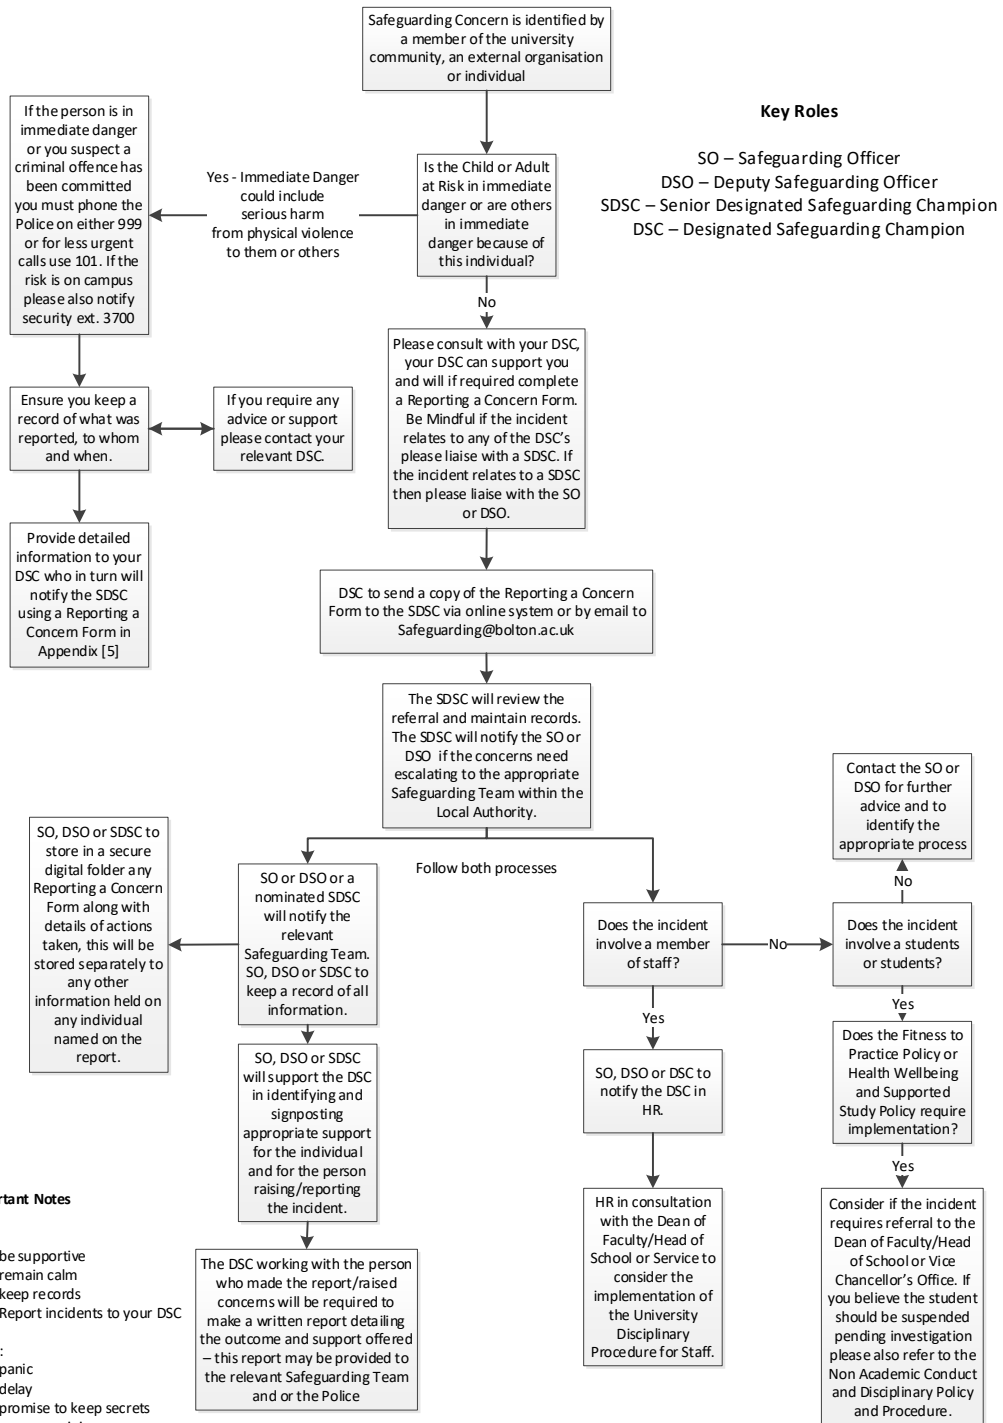 Safeguarding Concern is identified by
a member of the university
community, an external organisation
or individual
Key Roles
SO – Safeguarding Officer
DSO – Deputy Safeguarding Officer
SDSC – Senior Designated Safeguarding Champion
DSC – Designated Safeguarding Champion
If the person is in
immediate danger
or you suspect a
criminal offence has
been committed
you must phone the
Police on either 999
or for less urgent
calls use 101. If the
risk is on campus
please also notify
security ext. 3700
Yes - Immediate Danger
could include
serious harm
from physical violence
to them or others
Is the Child or Adult
at Risk in immediate
danger or are others
in immediate
danger because of
this individual?
No
Please consult with your DSC,
your DSC can support you
and will if required complete
a Reporting a Concern Form.
Be Mindful if the incident
relates to any of the DSC's
please liaise with a SDSC. If
the incident relates to a SDSC
then please liaise with the SO
or DSO.
Ensure you keep a
record of what was
reported, to whom
and when.
If you require any
advice or support
please contact your
relevant DSC.
Provide detailed
information to your
DSC who in turn will
notify the SDSC
using a Reporting a
Concern Form in
Appendix [5]
DSC to send a copy of the Reporting a Concern
Form to the SDSC via online system or by email to
Safeguarding@bolton.ac.uk
The SDSC will review the
referral and maintain records.
The SDSC will notify the SO or
DSO if the concerns need
escalating to the appropriate
Safeguarding Team within the
Local Authority.
Follow both processes
SO, DSO or SDSC to
store in a secure
digital folder any
Reporting a Concern
Form along with
details of actions
taken, this will be
stored separately to
any other
information held on
any individual
named on the
report.
SO or DSO or a
nominated SDSC
will notify the
relevant
Safeguarding Team.
SO, DSO or SDSC to
keep a record of all
information.
Does the incident
involve a member
of staff?
No
Does the incident
involve a students
or students?
No
Contact the SO or
DSO for further
advice and to
identify the
appropriate process
Yes
Yes
SO, DSO or SDSC
will support the DSC
in identifying and
signposting
appropriate support
for the individual
and for the person
raising/reporting
the incident.
SO, DSO or DSC to
notify the DSC in
HR.
Does the Fitness to
Practice Policy or
Health Wellbeing
and Supported
Study Policy require
implementation?
Yes
The DSC working with the person
who made the report/raised
concerns will be required to
make a written report detailing
the outcome and support offered
– this report may be provided to
the relevant Safeguarding Team
and or the Police
HR in consultation
with the Dean of
Faculty/Head of
School or Service to
consider the
implementation of
the University
Disciplinary
Procedure for Staff.
Consider if the incident
requires referral to the
Dean of Faculty/Head
of School or Vice
Chancellor's Office. If
you believe the student
should be suspended
pending investigation
please also refer to the
Non Academic Conduct
and Disciplinary Policy
and Procedure.
rtant Notes
be supportive
remain calm
keep records
Report incidents to your DSC
:
panic
delay
promise to keep secrets